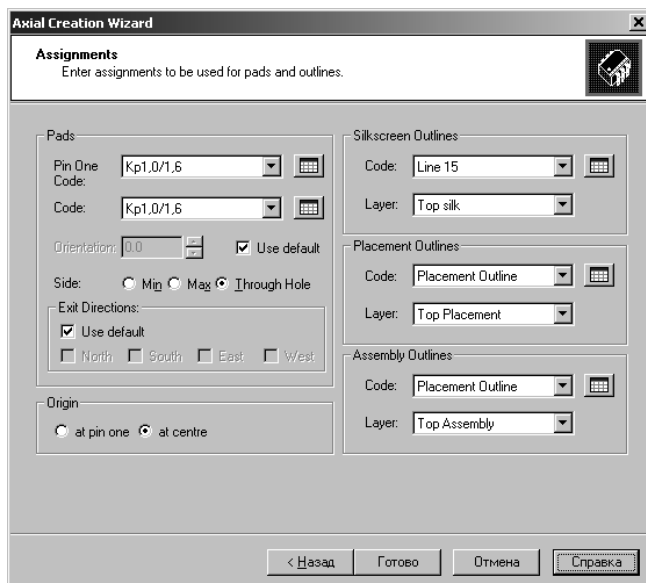 Axial Creation Wizard
Assignments
Enter assignments to be used for pads and outlines.
Pads
Pin One Code: Kp1,0/1,6
Code: Kp1,0/1,6
Orientation: 0.0 Use default
Side: Min Max Through Hole
Exit Directions:
Use default
North South East West
Origin
at pin one at centre
Silkscreen Outlines
Code: Line 15
Layer: Top silk
Placement Outlines
Code: Placement Outline
Layer: Top Placement
Assembly Outlines
Code: Placement Outline
Layer: Top Assembly
< Назад Готово Отмена Справка